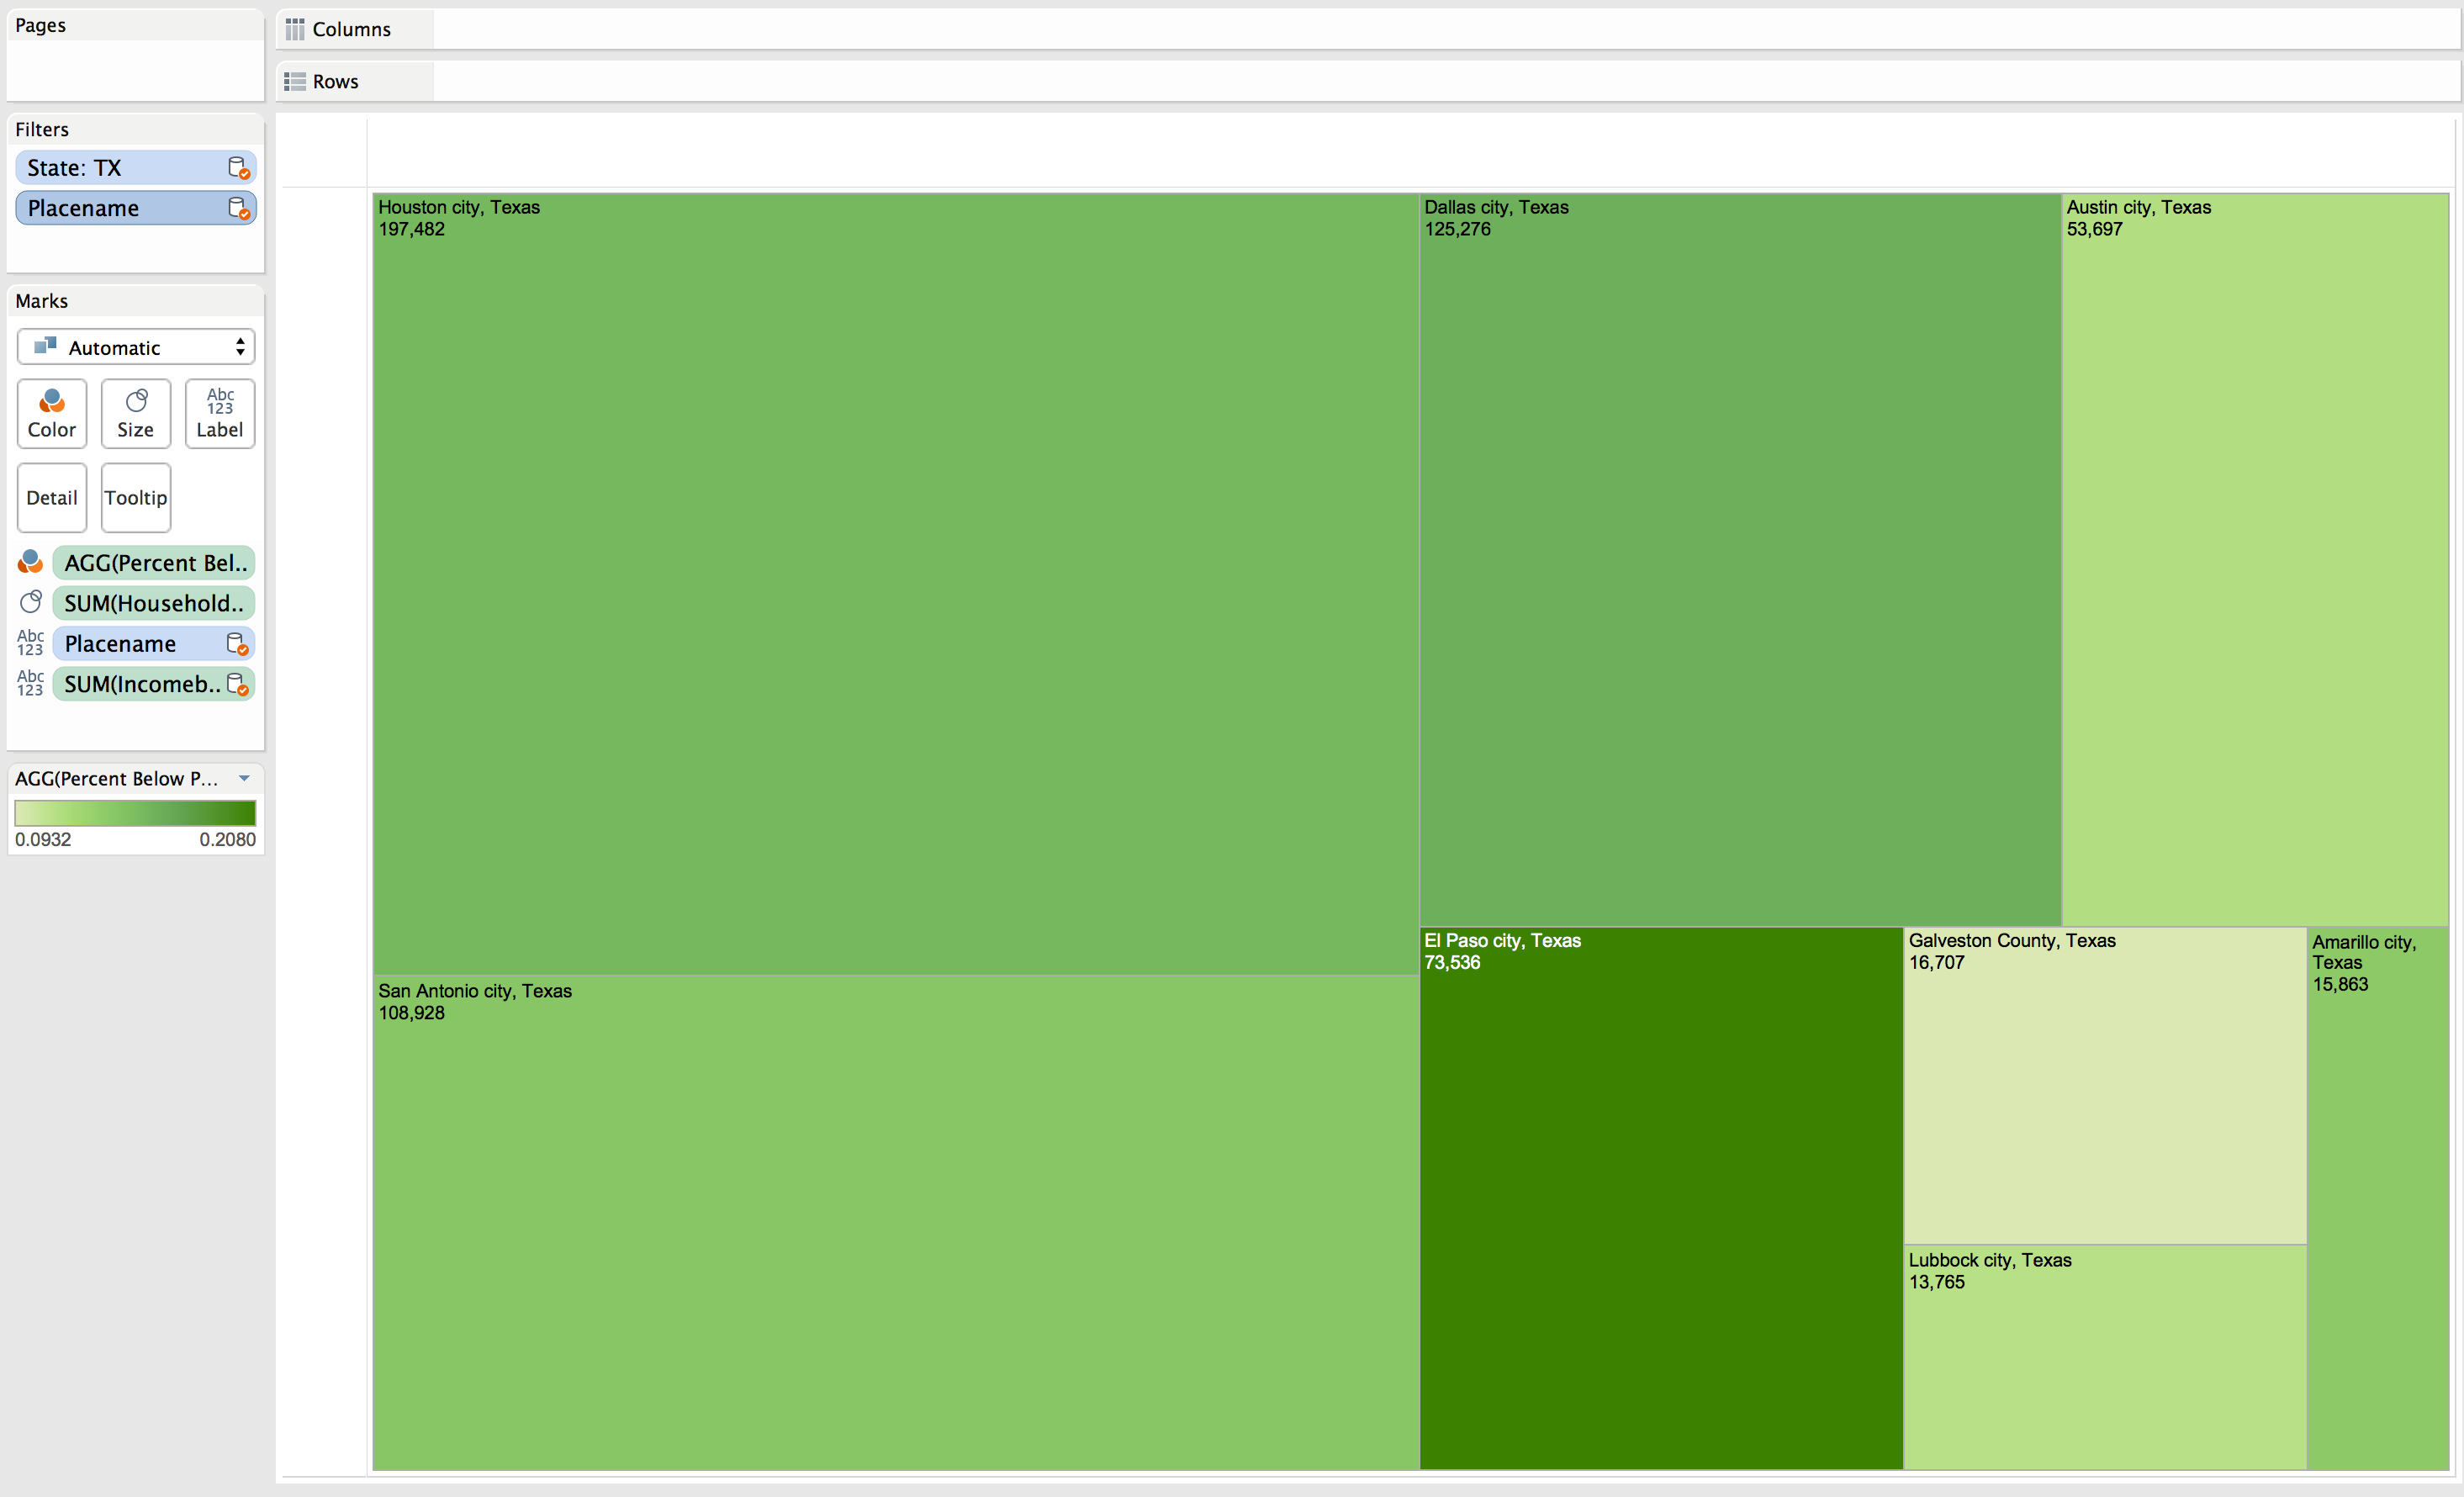 Pages
Columns
Rows
Filters
State: TX
Placename
Marks
Automatic
Color
Size
Abc
123
Label
Detail
Tooltip
AGG(Percent Bel..
SUM(Household..
Abc
123
Placename
Abc
123
SUM(Incomeb..
AGG(Percent Below P...
0.0932
0.2080
Houston city, Texas
197,482
Dallas city, Texas
125,276
Austin city, Texas
53,697
San Antonio city, Texas
108,928
El Paso city, Texas
73,536
Galveston County, Texas
16,707
Amarillo city,
Texas
15,863
Lubbock city, Texas
13,765